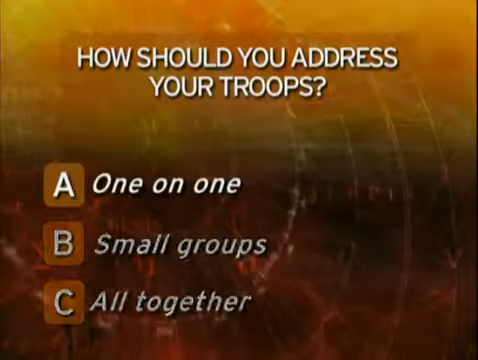 HOW SHOULD YOU ADDRESS
YOUR TROOPS?
A One on one
B Small groups
C All together